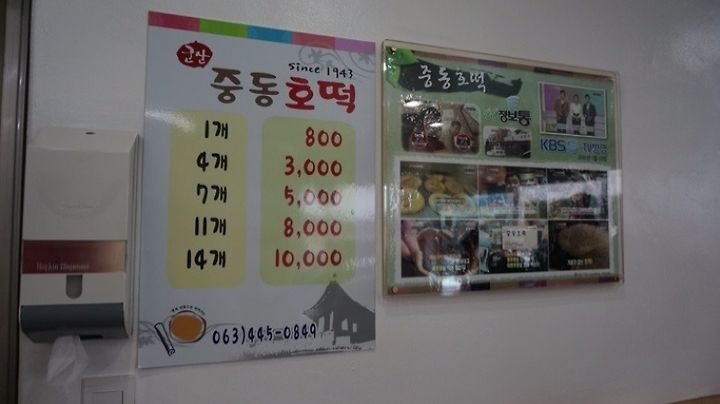 군산
since 1943
중동호떡
1개 800
4개 3,000
7개 5,000
11개 8,000
14개 10,000
063)445-0849
Napkin Dispenser
중동호떡
정보통
KBS